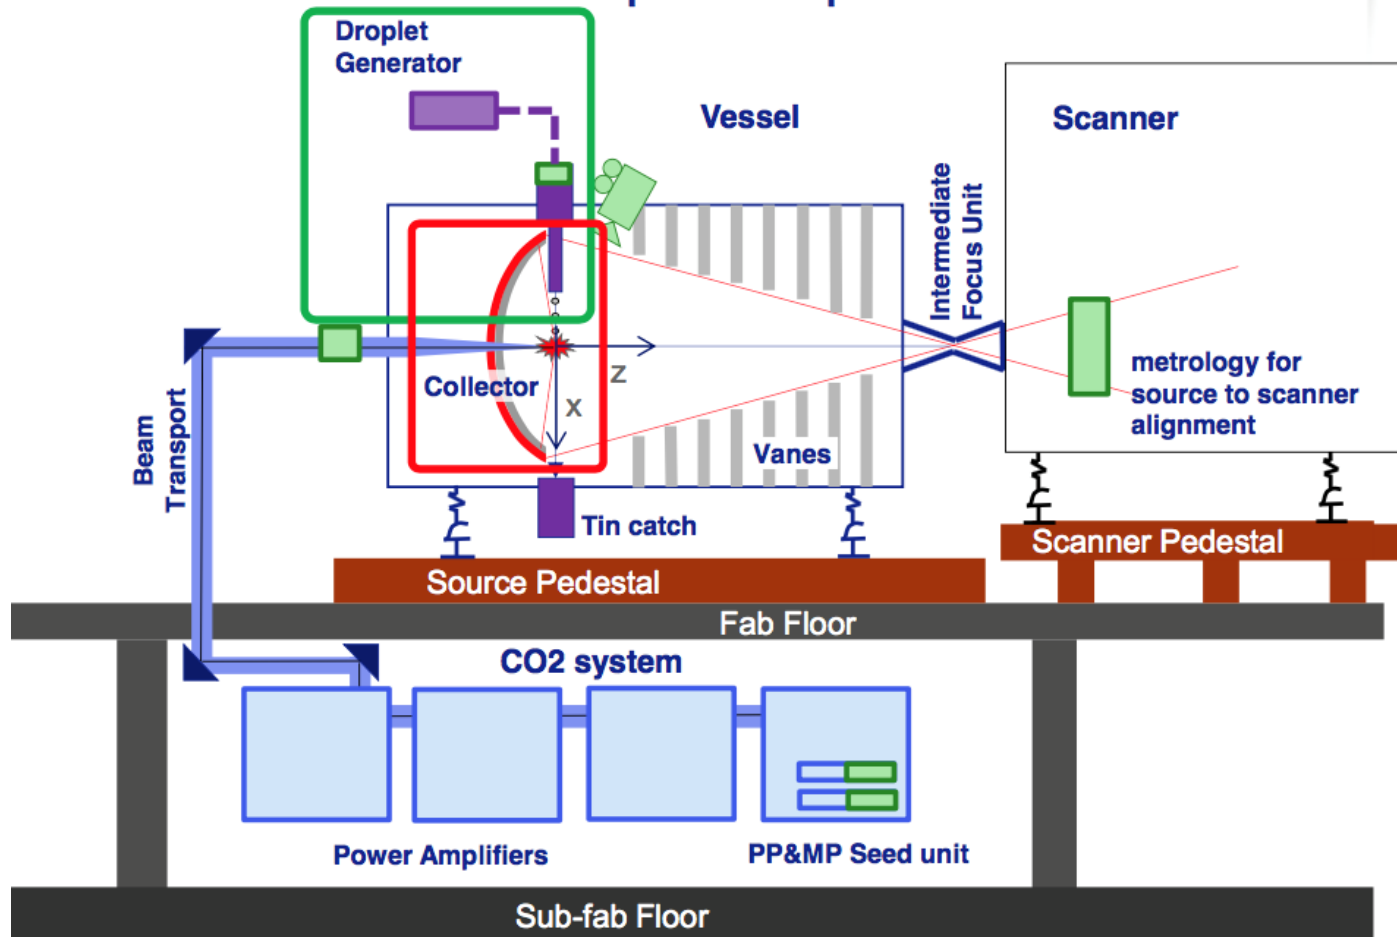 Droplet
Generator
Vessel
Scanner
Intermediate
Focus Unit
Collector
Z
X
metrology for
source to scanner
alignment
Vanes
Beam
Transport
Tin catch
Scanner Pedestal
Source Pedestal
Fab Floor
CO2 system
Power Amplifiers
PP&MP Seed unit
Sub-fab Floor